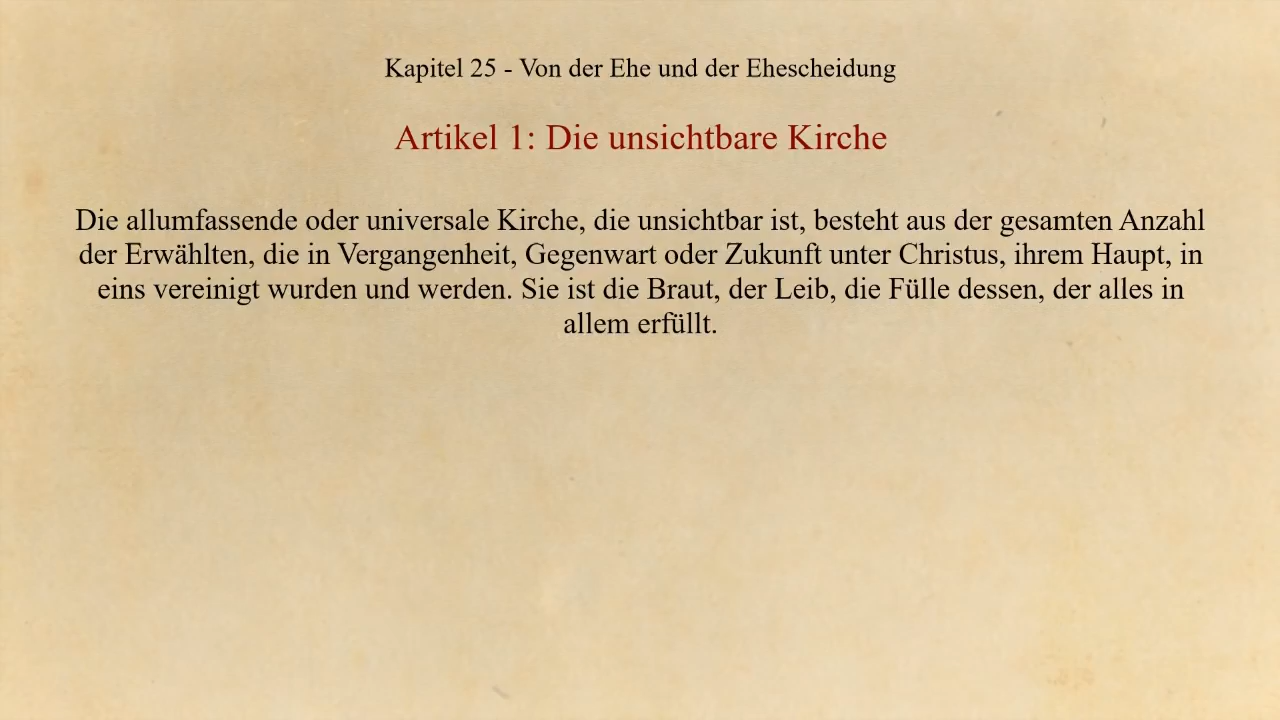 Kapitel 25 - Von der Ehe und der Ehescheidung
Artikel 1: Die unsichtbare Kirche
Die allumfassende oder universale Kirche, die unsichtbar ist, besteht aus der gesamten Anzahl
der Erwählten, die in Vergangenheit, Gegenwart oder Zukunft unter Christus, ihrem Haupt, in
eins vereinigt wurden und werden. Sie ist die Braut, der Leib, die Fülle dessen, der alles in
allem erfüllt.